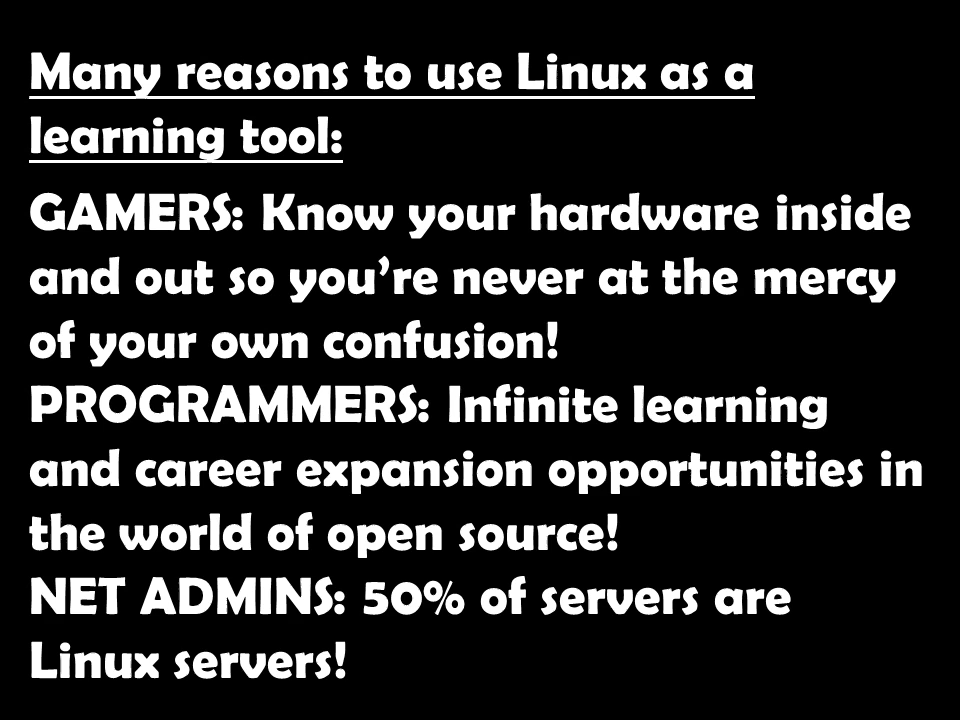 Many reasons to use Linux as a
learning tool:
GAMERS: Know your hardware inside
and out so you’re never at the mercy
of your own confusion!
PROGRAMMERS: Infinite learning
and career expansion opportunities in
the world of open source!
NET ADMINS: 50% of servers are
Linux servers!